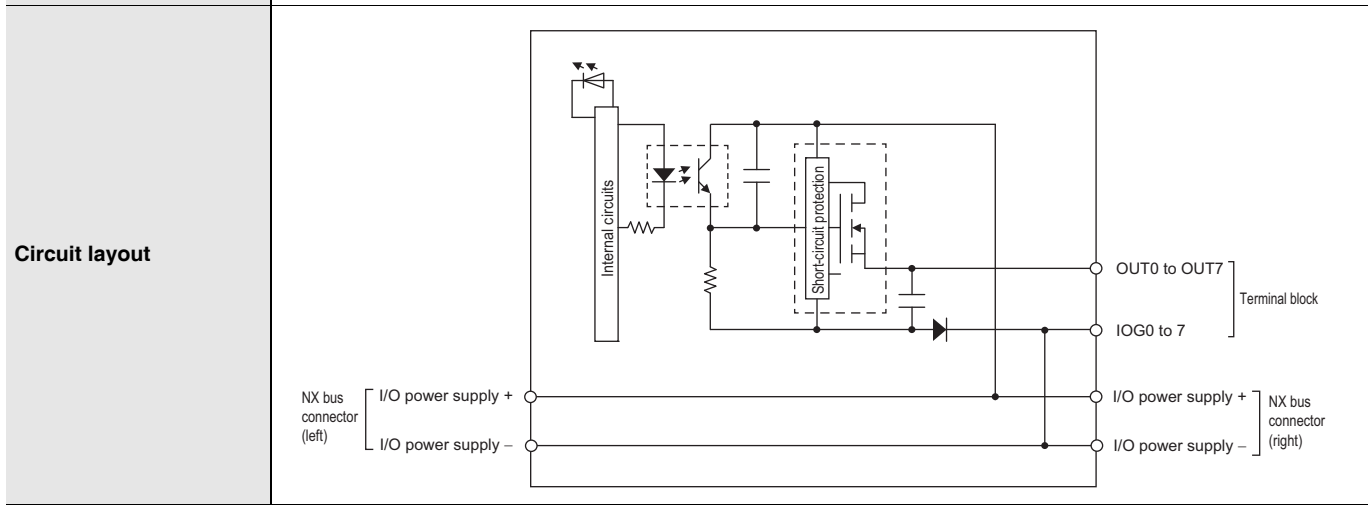 Circuit layout
Internal circuits
Short-circuit protection
OUT0 to OUT7
IOG0 to 7
Terminal block
NX bus
connector
(left)
I/O power supply +
I/O power supply −
I/O power supply +
I/O power supply −
NX bus
connector
(right)